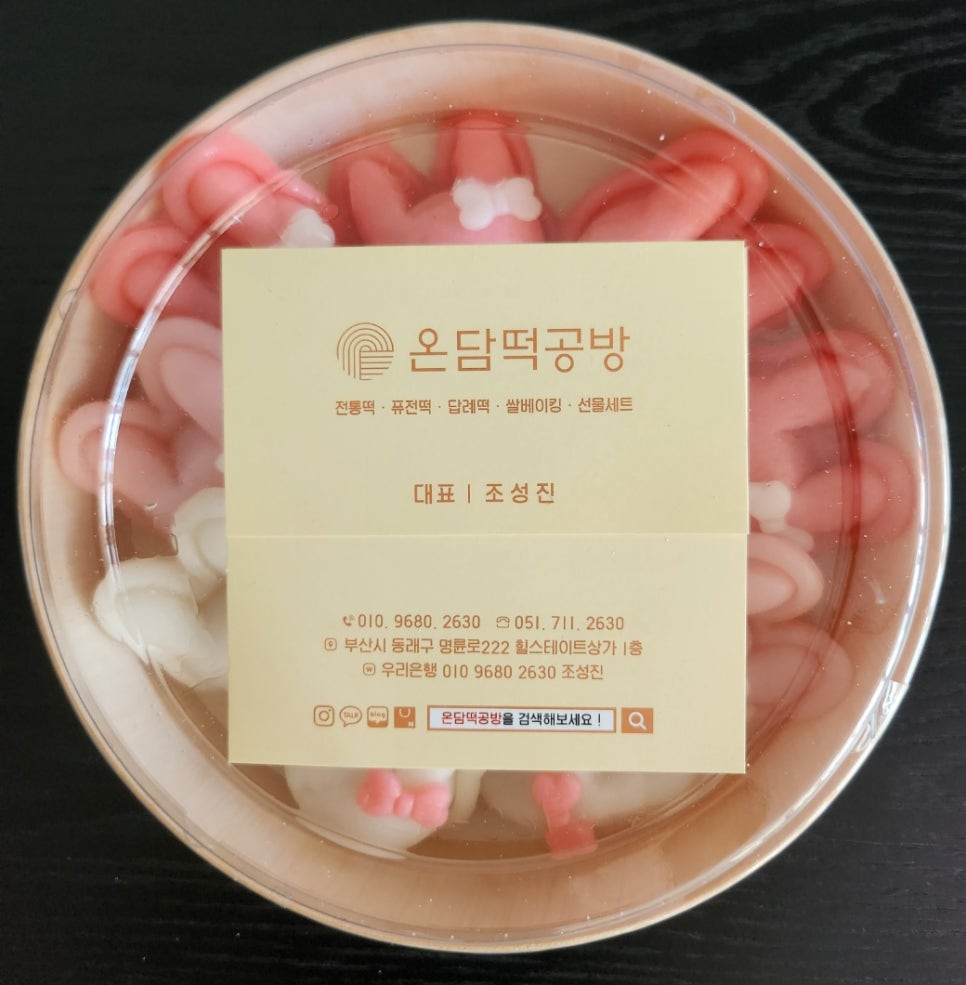 온담떡공방
전통떡 · 퓨전떡 · 답례떡 · 쌀베이킹 · 선물세트
대표 | 조성진
010. 9680. 2630 051. 711. 2630
부산시 동래구 명륜로222 힐스테이트상가 1층
우리은행 010 9680 2630 조성진
TALK blog N 온담떡공방을 검색해보세요 !